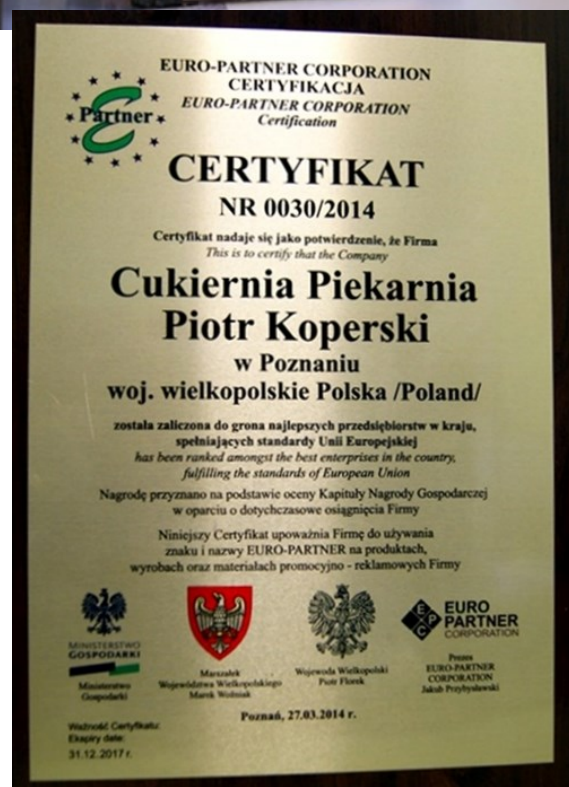 Partner
EURO-PARTNER CORPORATION
CERTYFIKACJA
EURO-PARTNER CORPORATION
Certification
CERTYFIKAT
NR 0030/2014
Certyfikat nadaje się jako potwierdzenie, że Firma
This is to certify that the Company
Cukiernia Piekarnia
Piotr Koperski
w Poznaniu
woj. wielkopolskie Polska /Poland/
została zaliczona do grona najlepszych przedsiębiorstw w kraju,
spełniających standardy Unii Europejskiej
has been ranked amongst the best enterprises in the country,
fulfilling the standards of European Union
Nagrodę przyznano na podstawie oceny Kapituły Nagrody Gospodarczej
w oparciu o dotychczasowe osiągnięcia Firmy
Niniejszy Certyfikat upoważnia Firmę do używania
znaku i nazwy EURO-PARTNER na produktach,
wyrobach oraz materiałach promocyjno - reklamowych Firmy
MINISTERSTWO
GOSPODARKI
Ministerstwo
Gospodarki
Marszałek
Województwa Wielkopolskiego
Marek Woźniak
Wojewoda Wielkopolski
Piotr Florek
EPC
EURO
PARTNER
CORPORATION
Prezes
EURO-PARTNER
CORPORATION
Jakub Przybysławski
Poznań, 27.03.2014 r.
Ważność Certyfikatu:
Ekspiry date:
31.12.2017 r.